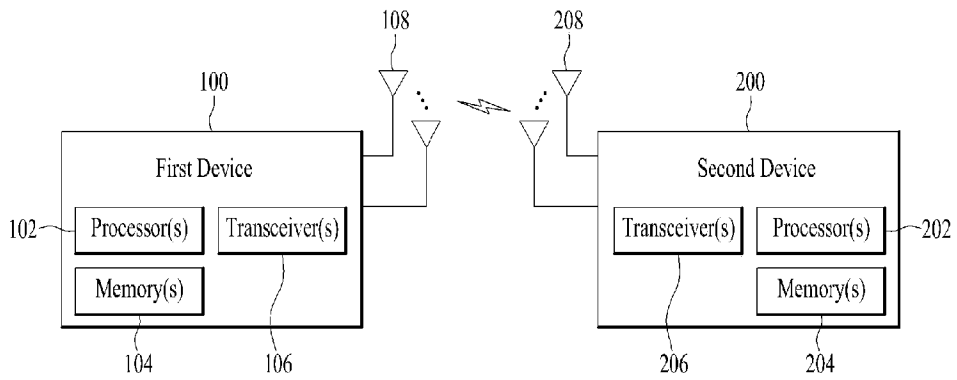 108
208
100
200
First Device
Second Device
102
Processor(s)
Transceiver(s)
Transceiver(s)
Processor(s)
202
Memory(s)
Memory(s)
104
106
206
204